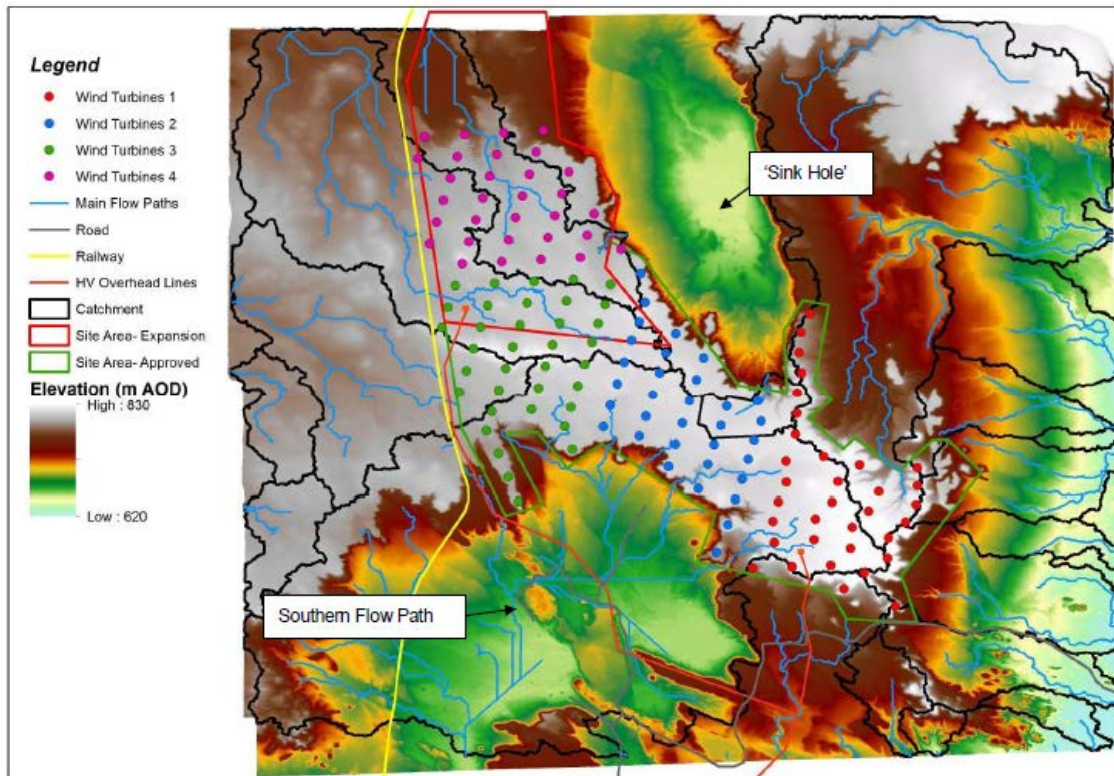 Legend
Wind Turbines 1
Wind Turbines 2
Wind Turbines 3
Wind Turbines 4
Main Flow Paths
Road
Railway
HV Overhead Lines
Catchment
Site Area- Expansion
Site Area- Approved
Elevation (m AOD)
High : 830
Low : 620
'Sink Hole'
Southern Flow Path